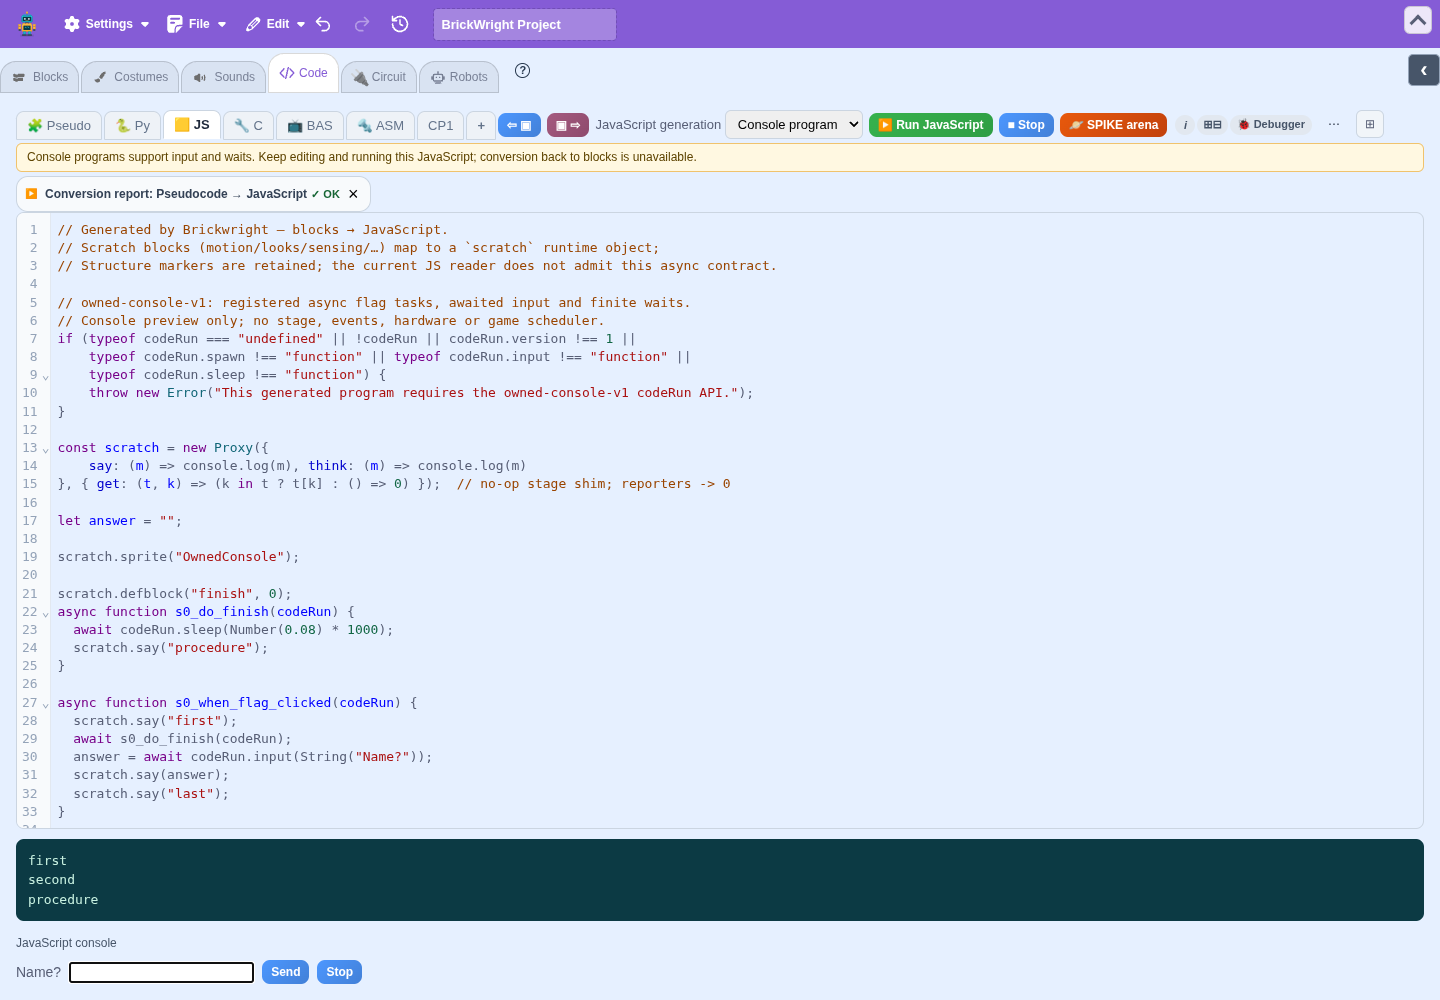 Settings File Edit BrickWright Project
Blocks Costumes Sounds Code Circuit Robots ?
Pseudo Py JS C BAS ASM CP1 + JavaScript generation Console program Run JavaScript Stop SPIKE arena i Debugger ...
Console programs support input and waits. Keep editing and running this JavaScript; conversion back to blocks is unavailable.
Conversion report: Pseudocode → JavaScript ✓ OK ×
1 // Generated by Brickwright — blocks → JavaScript.
2 // Scratch blocks (motion/looks/sensing/…) map to a `scratch` runtime object;
3 // Structure markers are retained; the current JS reader does not admit this async contract.
4
5 // owned-console-v1: registered async flag tasks, awaited input and finite waits.
6 // Console preview only; no stage, events, hardware or game scheduler.
7 if (typeof codeRun === "undefined" || !codeRun || codeRun.version !== 1 ||
8     typeof codeRun.spawn !== "function" || typeof codeRun.input !== "function" ||
9     typeof codeRun.sleep !== "function") {
10     throw new Error("This generated program requires the owned-console-v1 codeRun API.");
11 }
12
13 const scratch = new Proxy({
14     say: (m) => console.log(m), think: (m) => console.log(m)
15 }, { get: (t, k) => (k in t ? t[k] : () => 0) });  // no-op stage shim; reporters -> 0
16
17 let answer = "";
18
19 scratch.sprite("OwnedConsole");
20
21 scratch.defblock("finish", 0);
22 async function s0_do_finish(codeRun) {
23   await codeRun.sleep(Number(0.08) * 1000);
24   scratch.say("procedure");
25 }
26
27 async function s0_when_flag_clicked(codeRun) {
28   scratch.say("first");
29   await s0_do_finish(codeRun);
30   answer = await codeRun.input(String("Name?"));
31   scratch.say(answer);
32   scratch.say("last");
33 }
first
second
procedure
JavaScript console
Name? Send Stop